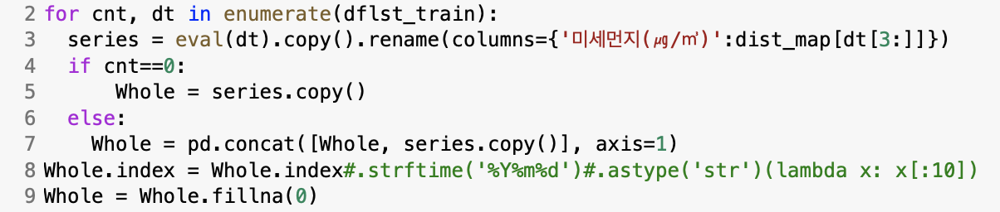 2 for cnt, dt in enumerate(dflst_train):
3   series = eval(dt).copy().rename(columns={'미세먼지(㎍/㎥)':dist_map[dt[3:]]})
4   if cnt==0:
5       Whole = series.copy()
6   else:
7     Whole = pd.concat([Whole, series.copy()], axis=1)
8 Whole.index = Whole.index#.strftime('%Y%m%d')#.astype('str')(lambda x: x[:10])
9 Whole = Whole.fillna(0)